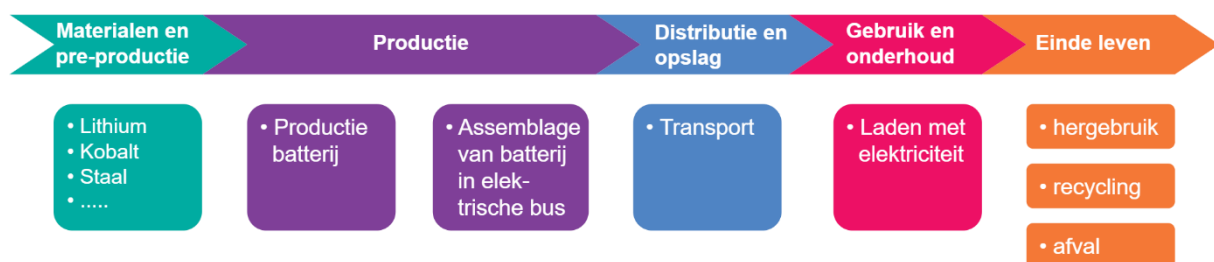 Materialen en
pre-productie
Productie
Distributie en
opslag
Gebruik en
onderhoud
Einde leven
• Lithium
• Kobalt
• Staal
• .....
• Productie
batterij
• Assemblage
van batterij
in elek-
trische bus
• Transport
• Laden met
elektriciteit
• hergebruik
• recycling
• afval